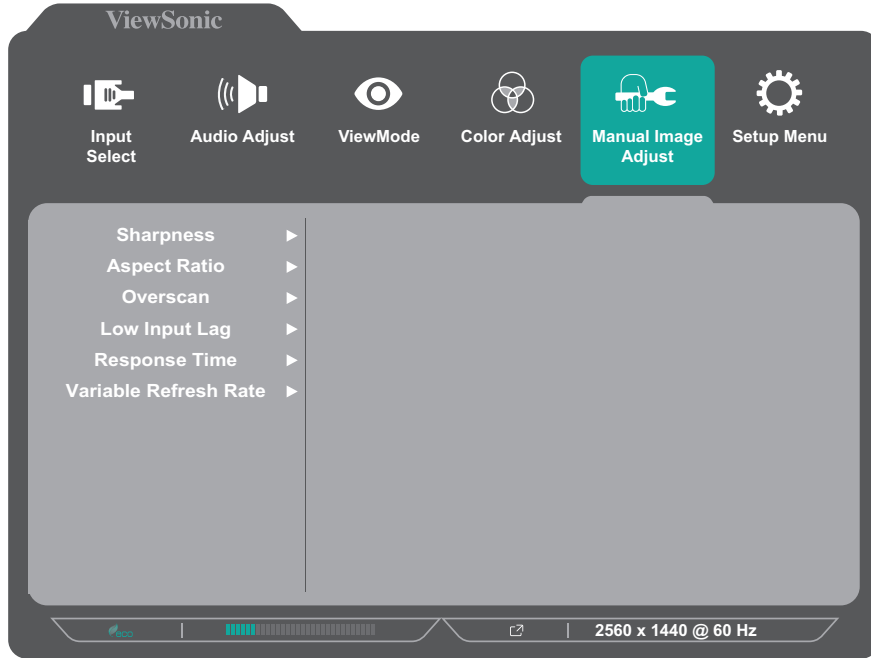 ViewSonic
Input
Select
Audio Adjust
ViewMode
Color Adjust
Manual Image
Adjust
Setup Menu
Sharpness
Aspect Ratio
Overscan
Low Input Lag
Response Time
Variable Refresh Rate
eco
2560 x 1440 @ 60 Hz